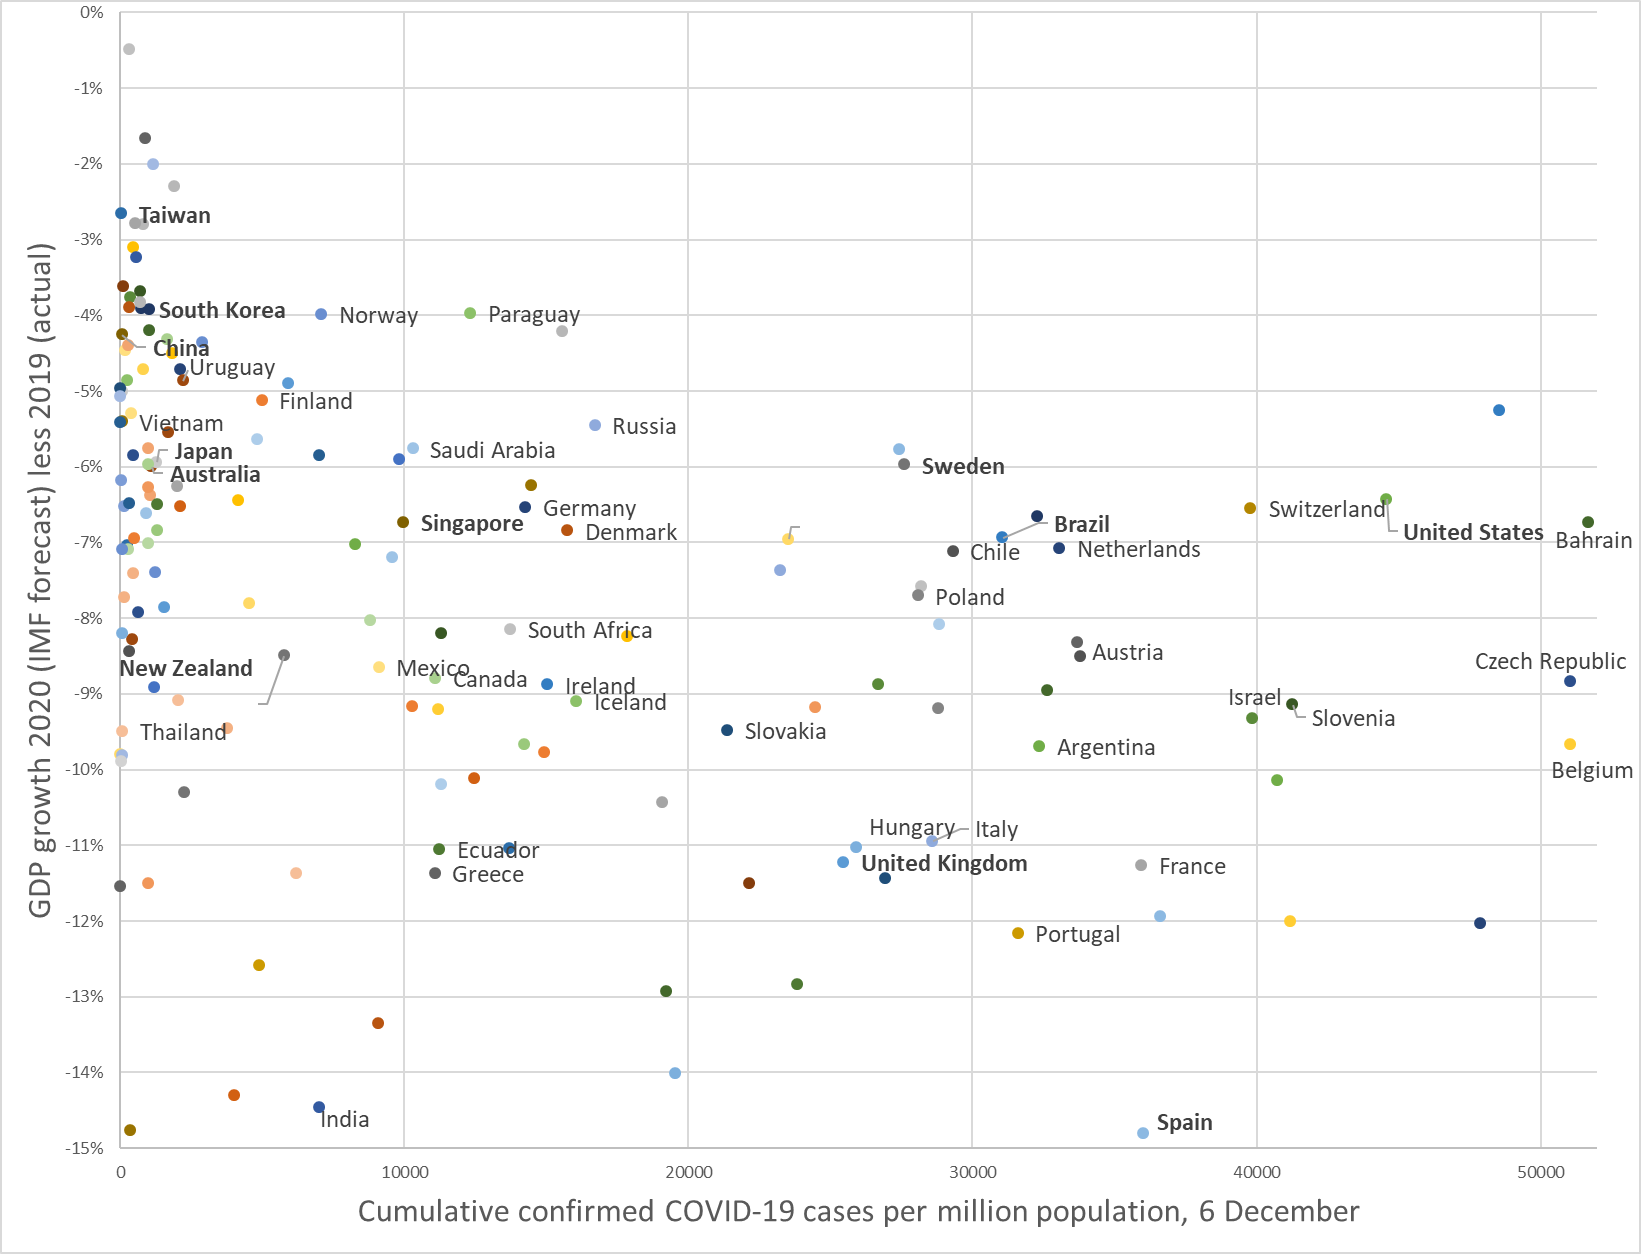 0%
-1%
-2%
-3%
-4%
-5%
-6%
-7%
-8%
-9%
-10%
-11%
-12%
-13%
-14%
-15%
GDP growth 2020 (IMF forecast) less 2019 (actual)
Taiwan
South Korea
Norway
Paraguay
China
Uruguay
Finland
Vietnam
Russia
Japan
Saudi Arabia
Australia
Sweden
Germany
Switzerland
Singapore
Denmark
Brazil
United States
Bahrain
Chile
Netherlands
Poland
South Africa
Austria
New Zealand
Mexico
Czech Republic
Canada
Ireland
Iceland
Israel
Slovenia
Thailand
Slovakia
Argentina
Belgium
Hungary
Italy
Ecuador
United Kingdom
Greece
France
Portugal
India
Spain
0
10000
20000
30000
40000
50000
Cumulative confirmed COVID-19 cases per million population, 6 December